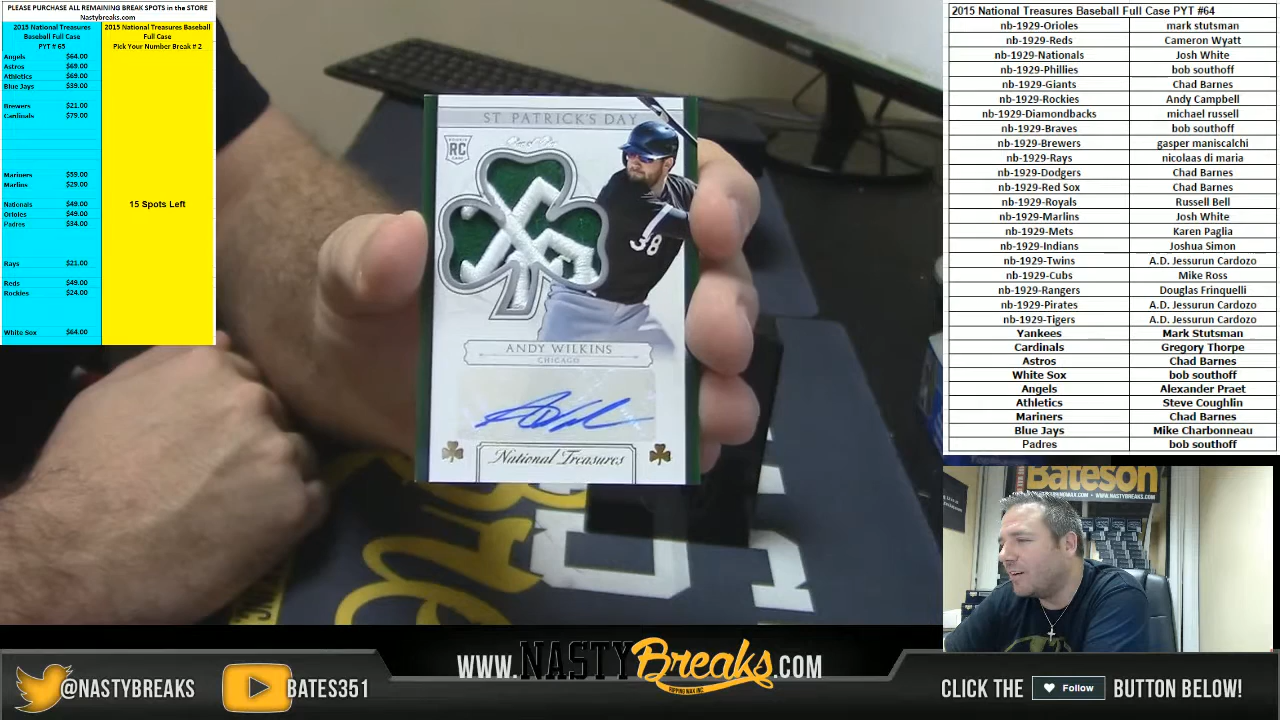 PLEASE PURCHASE ALL REMAINING BREAK SPOTS in the STORE
Nastybreaks.com
2015 National Treasures
Baseball Full Case
PYT # 65
Angels $64.00
Astros $69.00
Athletics $69.00
Blue Jays $39.00
Brewers $21.00
Cardinals $79.00
Mariners $59.00
Marlins $29.00
Nationals $49.00
Orioles $49.00
Padres $34.00
Rays $21.00
Reds $49.00
Rockies $24.00
White Sox $64.00
2015 National Treasures Baseball
Full Case
Pick Your Number Break # 2
15 Spots Left
ST. PATRICK'S DAY
RC
38
ANDY WILKINS
CHICAGO
National Treasures
2015 National Treasures Baseball Full Case PYT #64
nb-1929-Orioles mark stutsman
nb-1929-Reds Cameron Wyatt
nb-1929-Nationals Josh White
nb-1929-Phillies bob southoff
nb-1929-Giants Chad Barnes
nb-1929-Rockies Andy Campbell
nb-1929-Diamondbacks michael russell
nb-1929-Braves bob southoff
nb-1929-Brewers gasper maniscalchi
nb-1929-Rays nicolaas di maria
nb-1929-Dodgers Chad Barnes
nb-1929-Red Sox Chad Barnes
nb-1929-Royals Russell Bell
nb-1929-Marlins Josh White
nb-1929-Mets Karen Paglia
nb-1929-Indians Joshua Simon
nb-1929-Twins A.D. Jessurun Cardozo
nb-1929-Cubs Mike Ross
nb-1929-Rangers Douglas Frinquelli
nb-1929-Pirates A.D. Jessurun Cardozo
nb-1929-Tigers A.D. Jessurun Cardozo
Yankees Mark Stutsman
Cardinals Gregory Thorpe
Astros Chad Barnes
White Sox bob southoff
Angels Alexander Praet
Athletics Steve Coughlin
Mariners Chad Barnes
Blue Jays Mike Charbonneau
Padres bob southoff
Bateson
@NASTYBREAKS
BATES351
WWW.NASTYBreaks.COM
RIPPING WAX INC
CLICK THE Follow BUTTON BELOW!